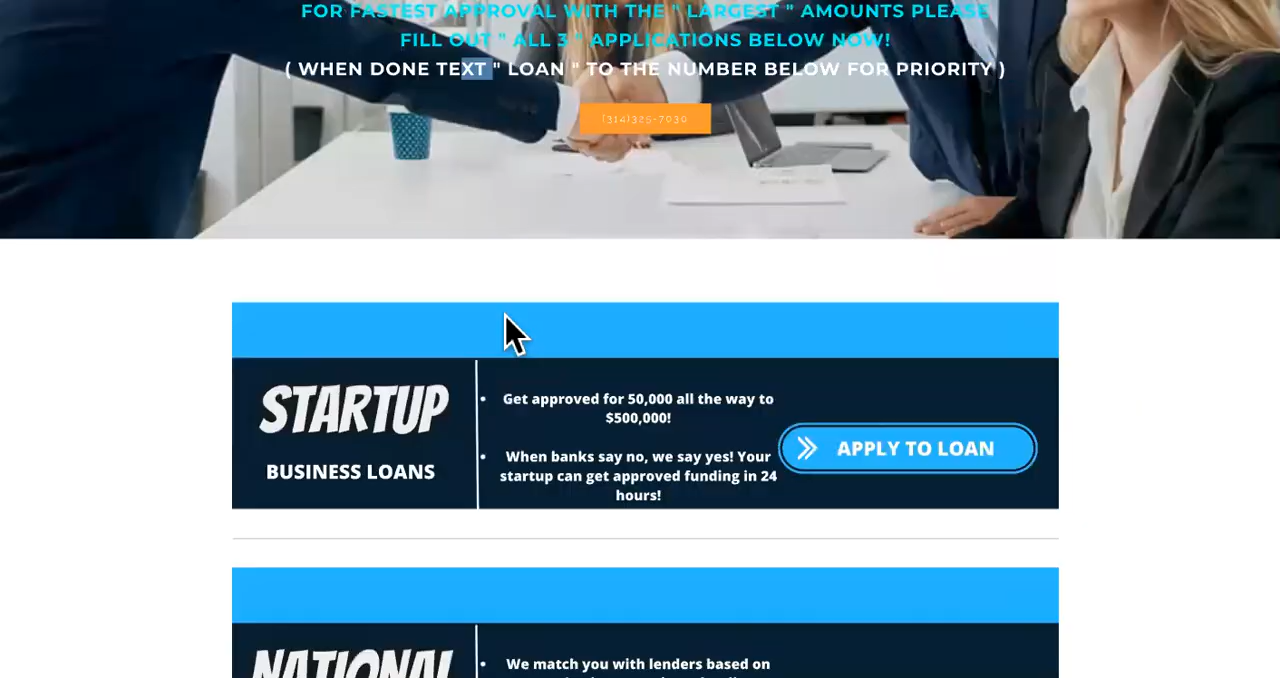 FOR FASTEST APPROVAL WITH THE " LARGEST " AMOUNTS PLEASE
FILL OUT " ALL 3 " APPLICATIONS BELOW NOW!
( WHEN DONE TEXT " LOAN " TO THE NUMBER BELOW FOR PRIORITY )
(314)325-7030
STARTUP
BUSINESS LOANS
• Get approved for 50,000 all the way to
$500,000!
• When banks say no, we say yes! Your
startup can get approved funding in 24
hours!
APPLY TO LOAN
NATIONAL
• We match you with lenders based on